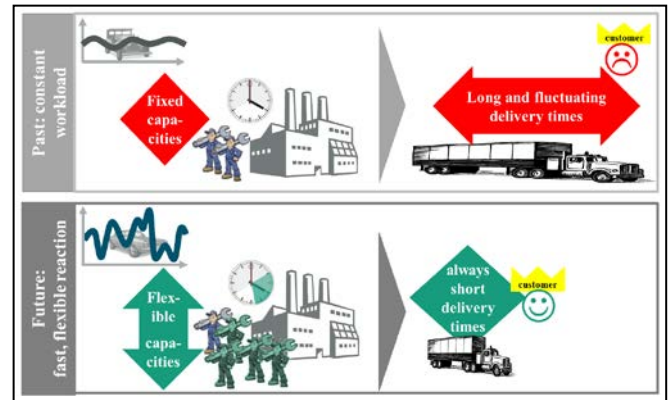 Past: constant
workload
Fixed
capa-
cities
customer
Long and fluctuating
delivery times
Future:
fast, flexible reaction
Flex-
ible
capa-
cities
always
short
delivery
times
customer